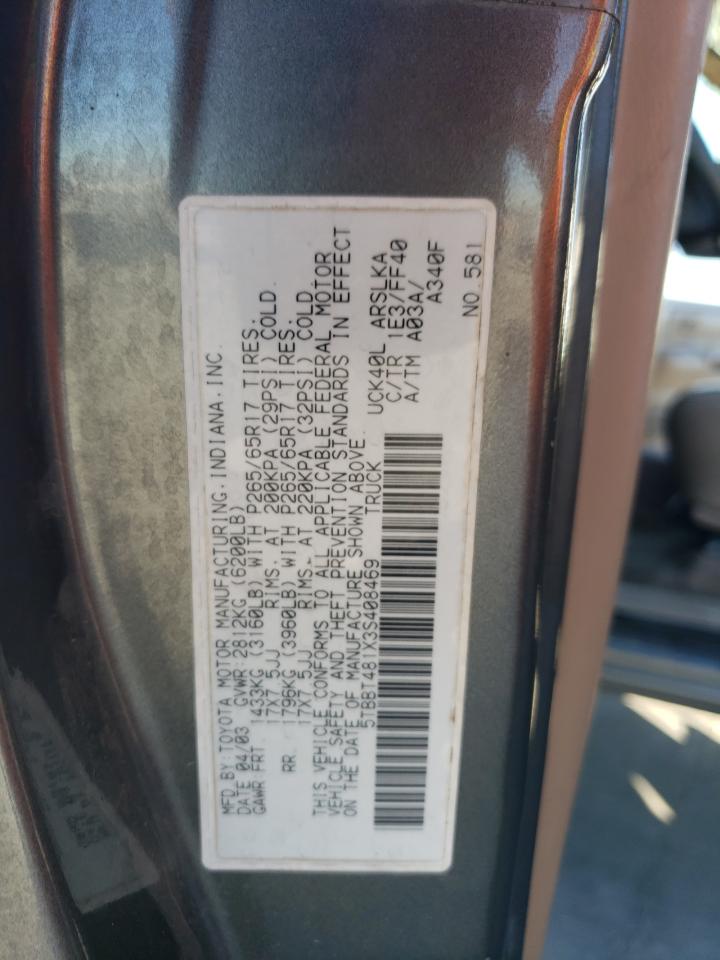 MFD.BY:TOYOTA MOTOR MANUFACTURING.INDIANA.INC.
DATE 04/03 GVWR:2812KG(6200LB)
GAWR:FRT. 1433KG (3160LB) WITH P265/65R17 TIRES.
17X7.5JJ RIMS. AT 200KPA (29PSI) COLD.
RR. 1796KG (3960LB) WITH P265/65R17 TIRES.
17X7.5JJ RIMS. AT 220KPA (32PSI) COLD.
THIS VEHICLE CONFORMS TO ALL APPLICABLE FEDERAL MOTOR
VEHICLE SAFETY AND THEFT PREVENTION STANDARDS IN EFFECT
ON THE DATE OF MANUFACTURE SHOWN ABOVE.
5TBBT481X3S408469 TRUCK
UCK40L ARSLKA
C/TR 1E3/FF40
A/TM A03A/
A340F
NO.581